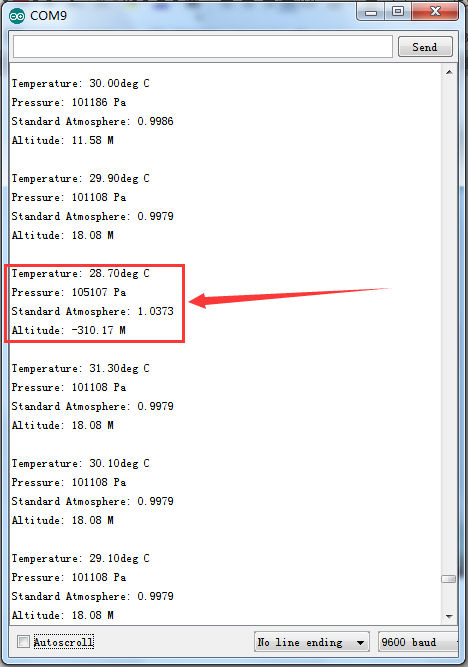 COM9
Send
Temperature: 30.00deg C
Pressure: 101186 Pa
Standard Atmosphere: 0.9986
Altitude: 11.58 M
Temperature: 29.90deg C
Pressure: 101108 Pa
Standard Atmosphere: 0.9979
Altitude: 18.08 M
Temperature: 28.70deg C
Pressure: 105107 Pa
Standard Atmosphere: 1.0373
Altitude: -310.17 M
Temperature: 31.30deg C
Pressure: 101108 Pa
Standard Atmosphere: 0.9979
Altitude: 18.08 M
Temperature: 30.10deg C
Pressure: 101108 Pa
Standard Atmosphere: 0.9979
Altitude: 18.08 M
Temperature: 29.10deg C
Pressure: 101108 Pa
Standard Atmosphere: 0.9979
Altitude: 18.08 M
Autoscroll No line ending 9600 baud